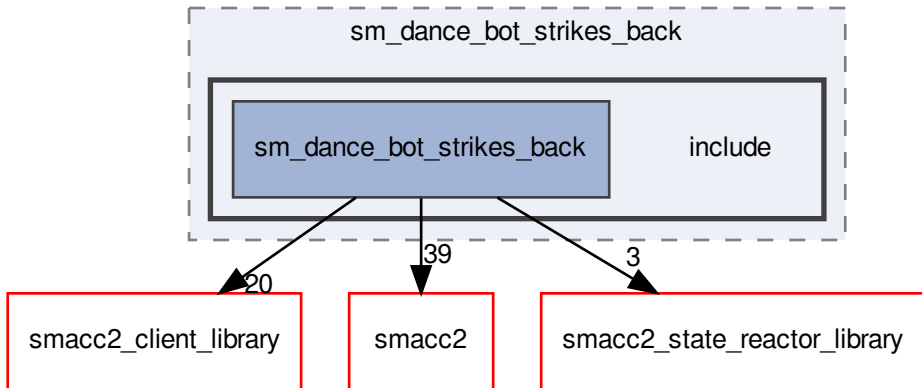 sm_dance_bot_strikes_back
sm_dance_bot_strikes_back
include
20
39
3
smacc2_client_library
smacc2
smacc2_state_reactor_library